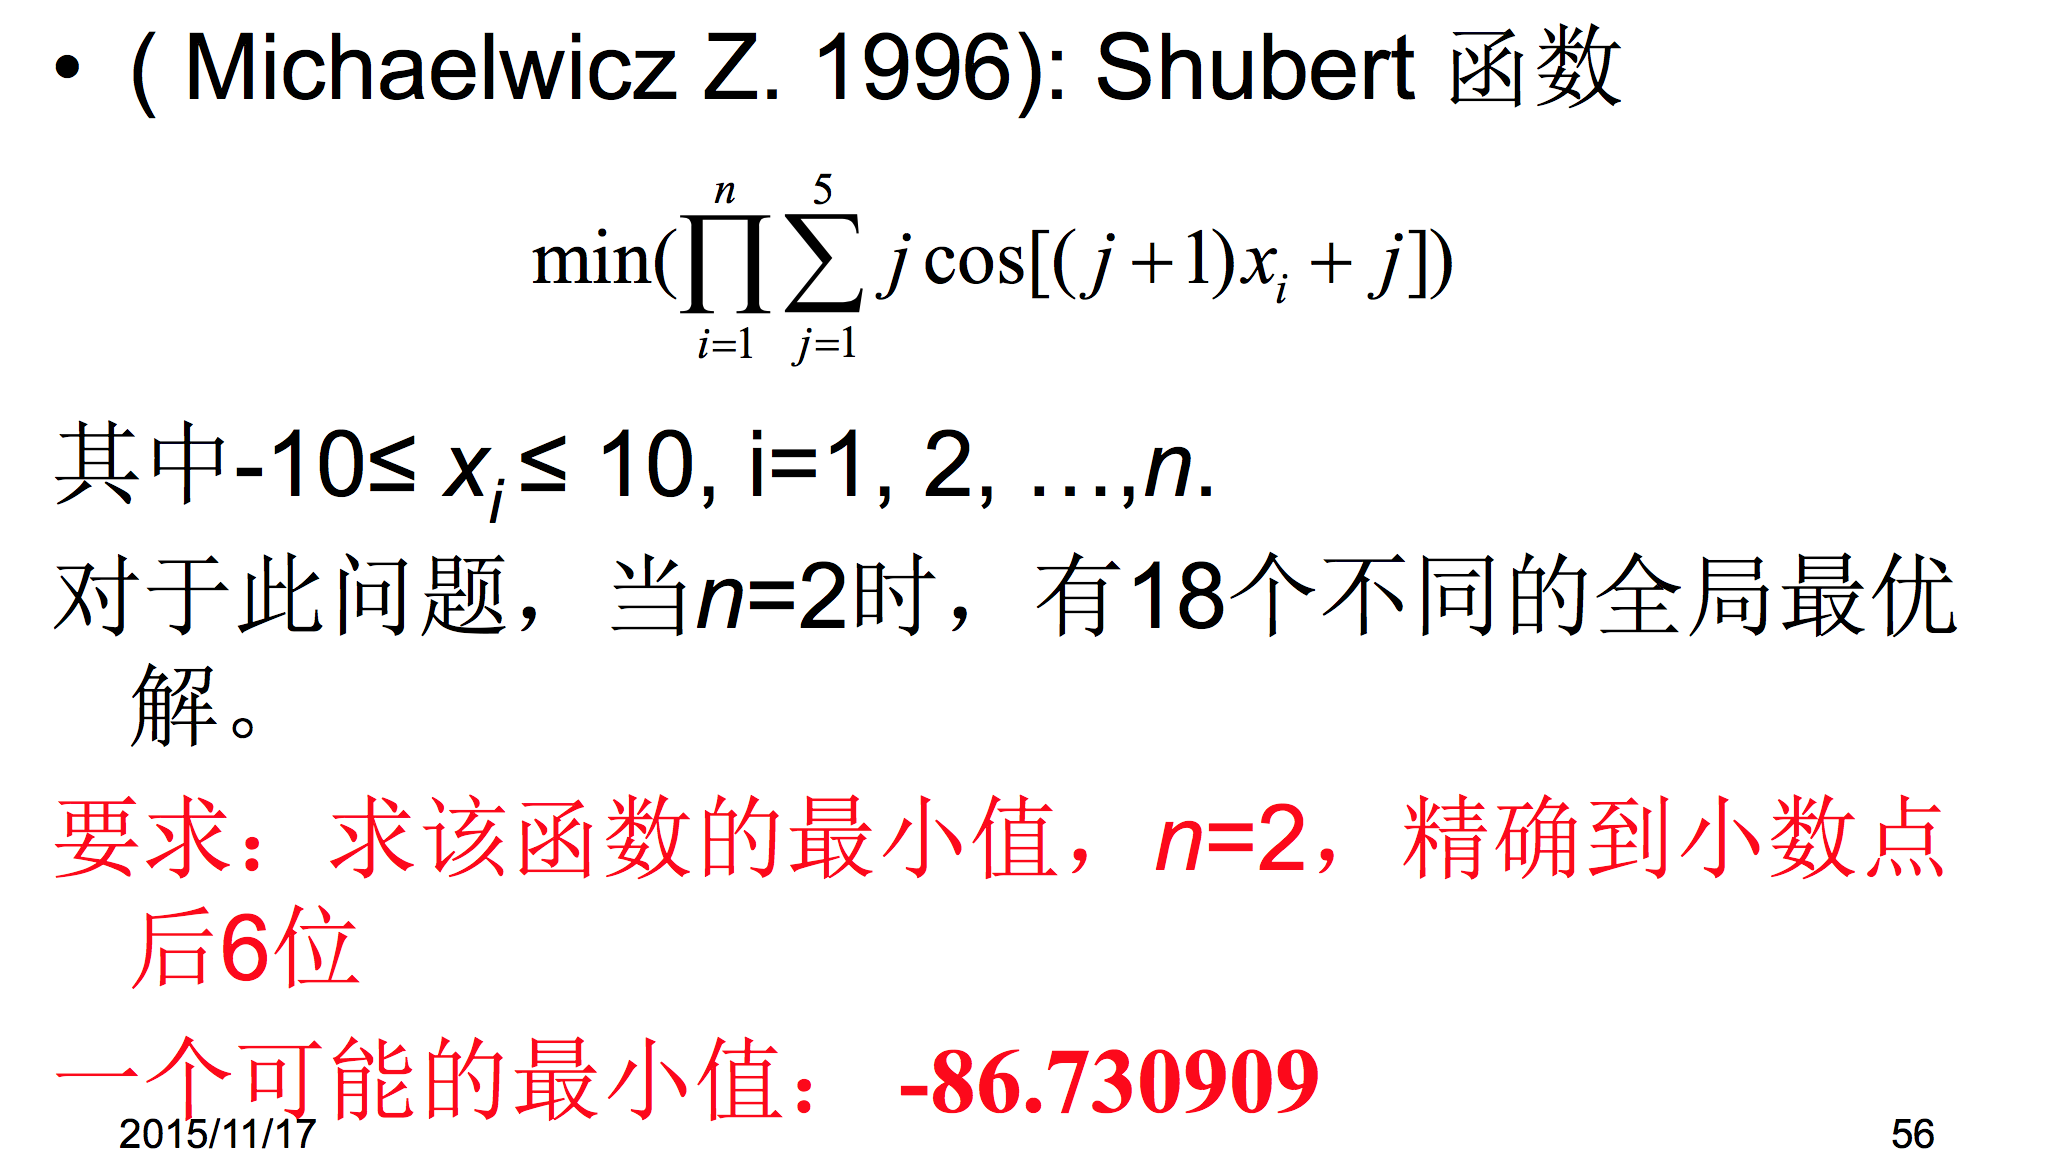 • ( Michaelwicz Z. 1996): Shubert 函数
min(∏_{i=1}^{n} ∑_{j=1}^{5} j cos[(j+1)x_i + j])
其中-10≤ x_i ≤ 10, i=1, 2, …,n.
对于此问题，当n=2时，有18个不同的全局最优
解。
要求：求该函数的最小值，n=2，精确到小数点
后6位
一个可能的最小值： -86.730909
2015/11/17
56